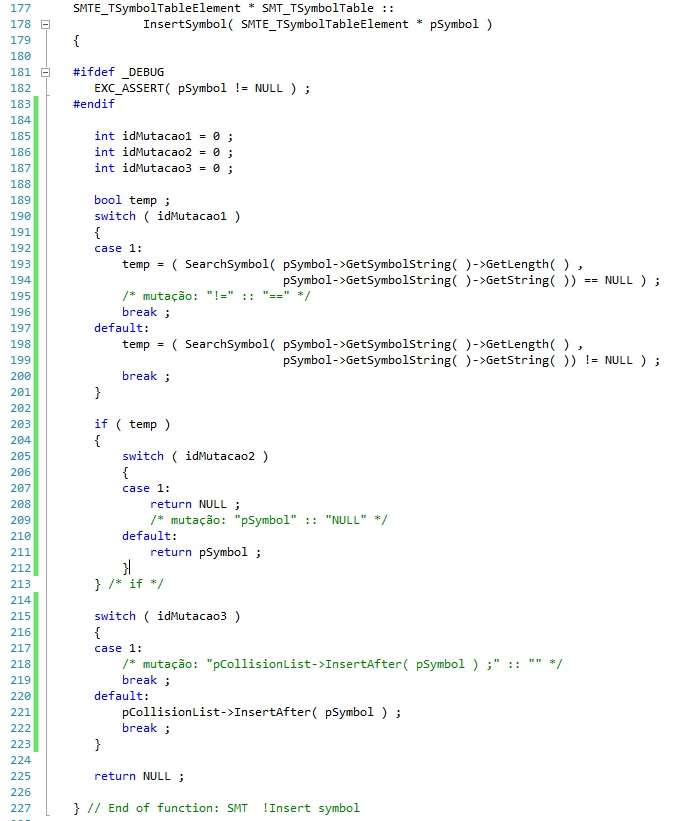 177 SMTE_TSymbolTableElement * SMT_TSymbolTable ::
178 InsertSymbol( SMTE_TSymbolTableElement * pSymbol )
179 {
180
181 #ifdef _DEBUG
182 EXC_ASSERT( pSymbol != NULL ) ;
183 #endif
184
185 int idMutacao1 = 0 ;
186 int idMutacao2 = 0 ;
187 int idMutacao3 = 0 ;
188
189 bool temp ;
190 switch ( idMutacao1 )
191 {
192 case 1:
193 temp = ( SearchSymbol( pSymbol->GetSymbolString( )->GetLength( ) ,
194 pSymbol->GetSymbolString( )->GetString( )) == NULL ) ;
195 /* mutação: "!=" :: "==" */
196 break ;
197 default:
198 temp = ( SearchSymbol( pSymbol->GetSymbolString( )->GetLength( ) ,
199 pSymbol->GetSymbolString( )->GetString( )) != NULL ) ;
200 break ;
201 }
202
203 if ( temp )
204 {
205 switch ( idMutacao2 )
206 {
207 case 1:
208 return NULL ;
209 /* mutação: "pSymbol" :: "NULL" */
210 default:
211 return pSymbol ;
212 }
213 } /* if */
214
215 switch ( idMutacao3 )
216 {
217 case 1:
218 /* mutação: "pCollisionList->InsertAfter( pSymbol ) ;" :: "" */
219 break ;
220 default:
221 pCollisionList->InsertAfter( pSymbol ) ;
222 break ;
223 }
224
225 return NULL ;
226
227 } // End of function: SMT  !Insert symbol